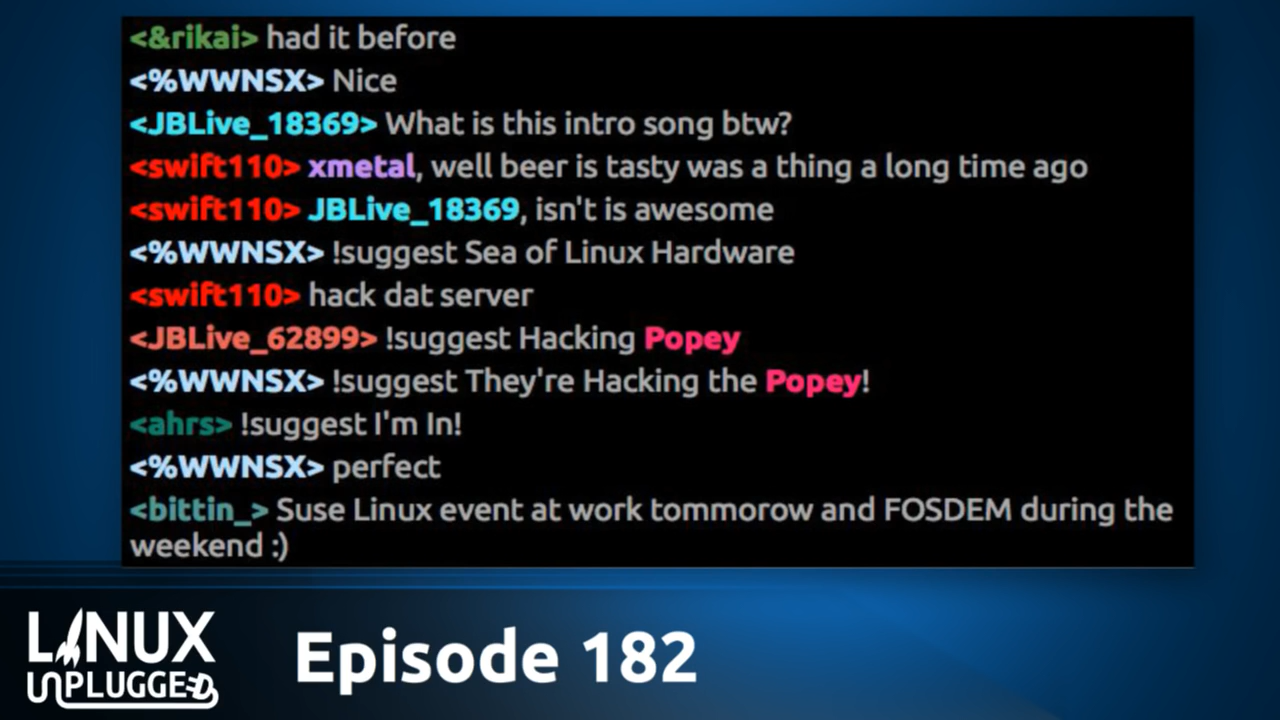 <&rikai> had it before
<%WWNSX> Nice
<JBLive_18369> What is this intro song btw?
<swift110> xmetal, well beer is tasty was a thing a long time ago
<swift110> JBLive_18369, isn't is awesome
<%WWNSX> !suggest Sea of Linux Hardware
<swift110> hack dat server
<JBLive_62899> !suggest Hacking Popey
<%WWNSX> !suggest They're Hacking the Popey!
<ahrs> !suggest I'm In!
<%WWNSX> perfect
<bittin_> Suse Linux event at work tommorow and FOSDEM during the
weekend :)
LINUX
UNPLUGGED
Episode 182